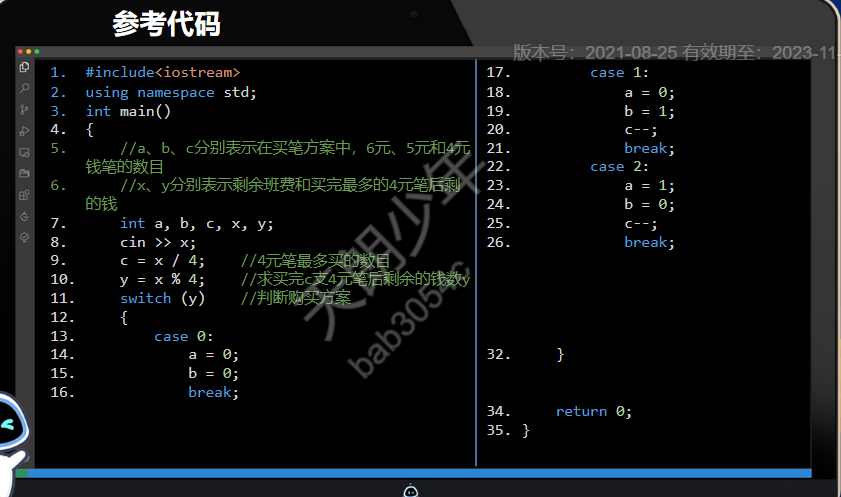 参考代码
版本号：2021-08-25 有效期至：2023-11-
1. #include<iostream>
2. using namespace std;
3. int main()
4. {
5. //a、b、c分别表示在买笔方案中，6元、5元和4元
钱笔的数目
6. //x、y分别表示剩余班费和买完最多的4元笔后剩
的钱
7. int a, b, c, x, y;
8. cin >> x;
9. c = x / 4; //4元笔最多买的数目
10. y = x % 4; //求买完c支4元笔后剩余的钱数y
11. switch (y) //判断购买方案
12. {
13. case 0:
14. a = 0;
15. b = 0;
16. break;
17. case 1:
18. a = 0;
19. b = 1;
20. c--;
21. break;
22. case 2:
23. a = 1;
24. b = 0;
25. c--;
26. break;
32. }
34. return 0;
35. }
bab3054c